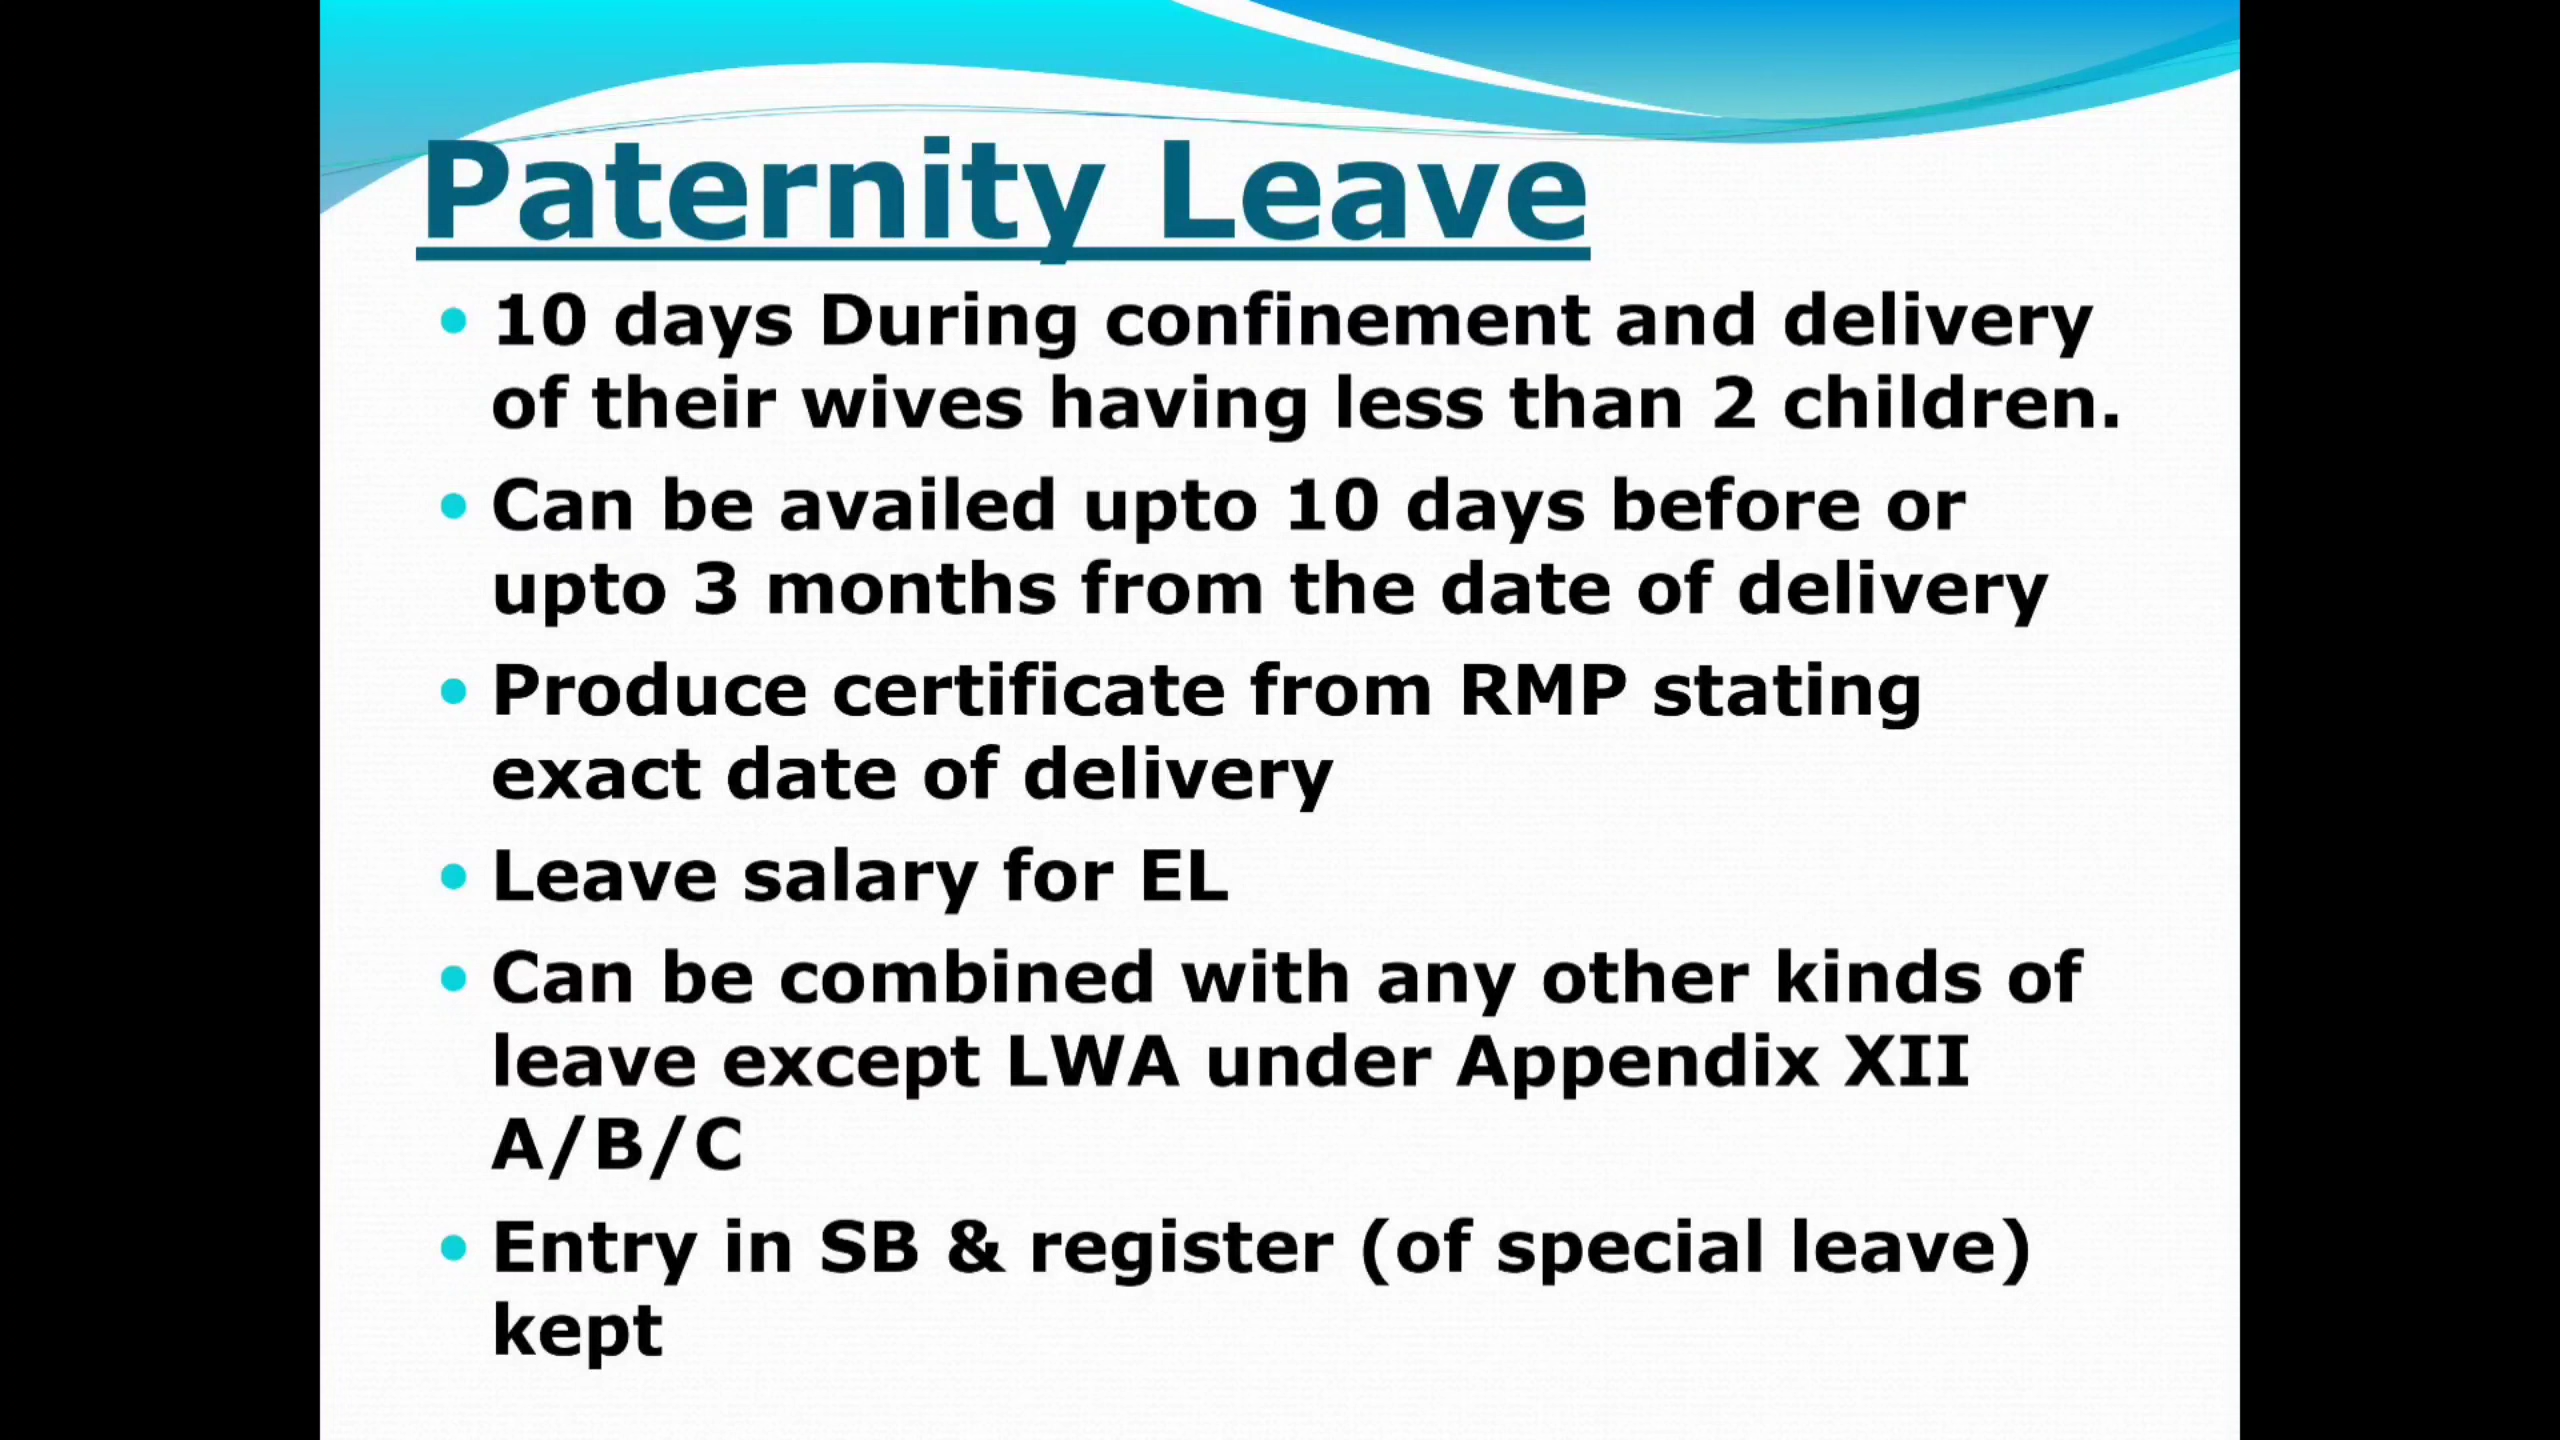 Paternity Leave
• 10 days During confinement and delivery
of their wives having less than 2 children.
• Can be availed upto 10 days before or
upto 3 months from the date of delivery
• Produce certificate from RMP stating
exact date of delivery
• Leave salary for EL
• Can be combined with any other kinds of
leave except LWA under Appendix XII
A/B/C
• Entry in SB & register (of special leave)
kept